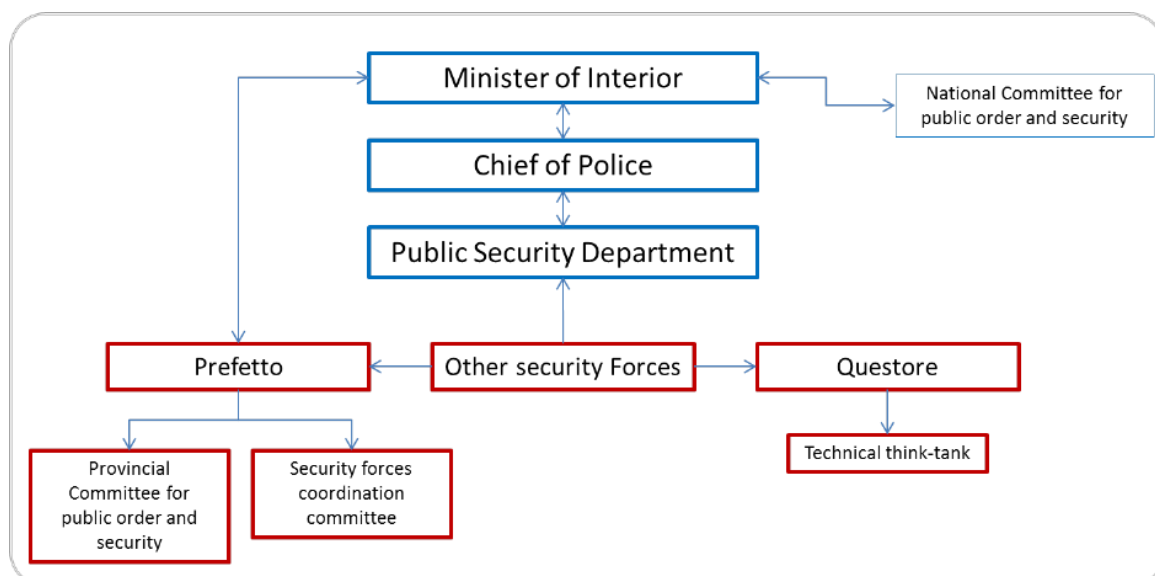 Minister of Interior
National Committee for
public order and security
Chief of Police
Public Security Department
Prefetto
Other security Forces
Questore
Provincial
Committee for
public order and
security
Security forces
coordination
committee
Technical think-tank